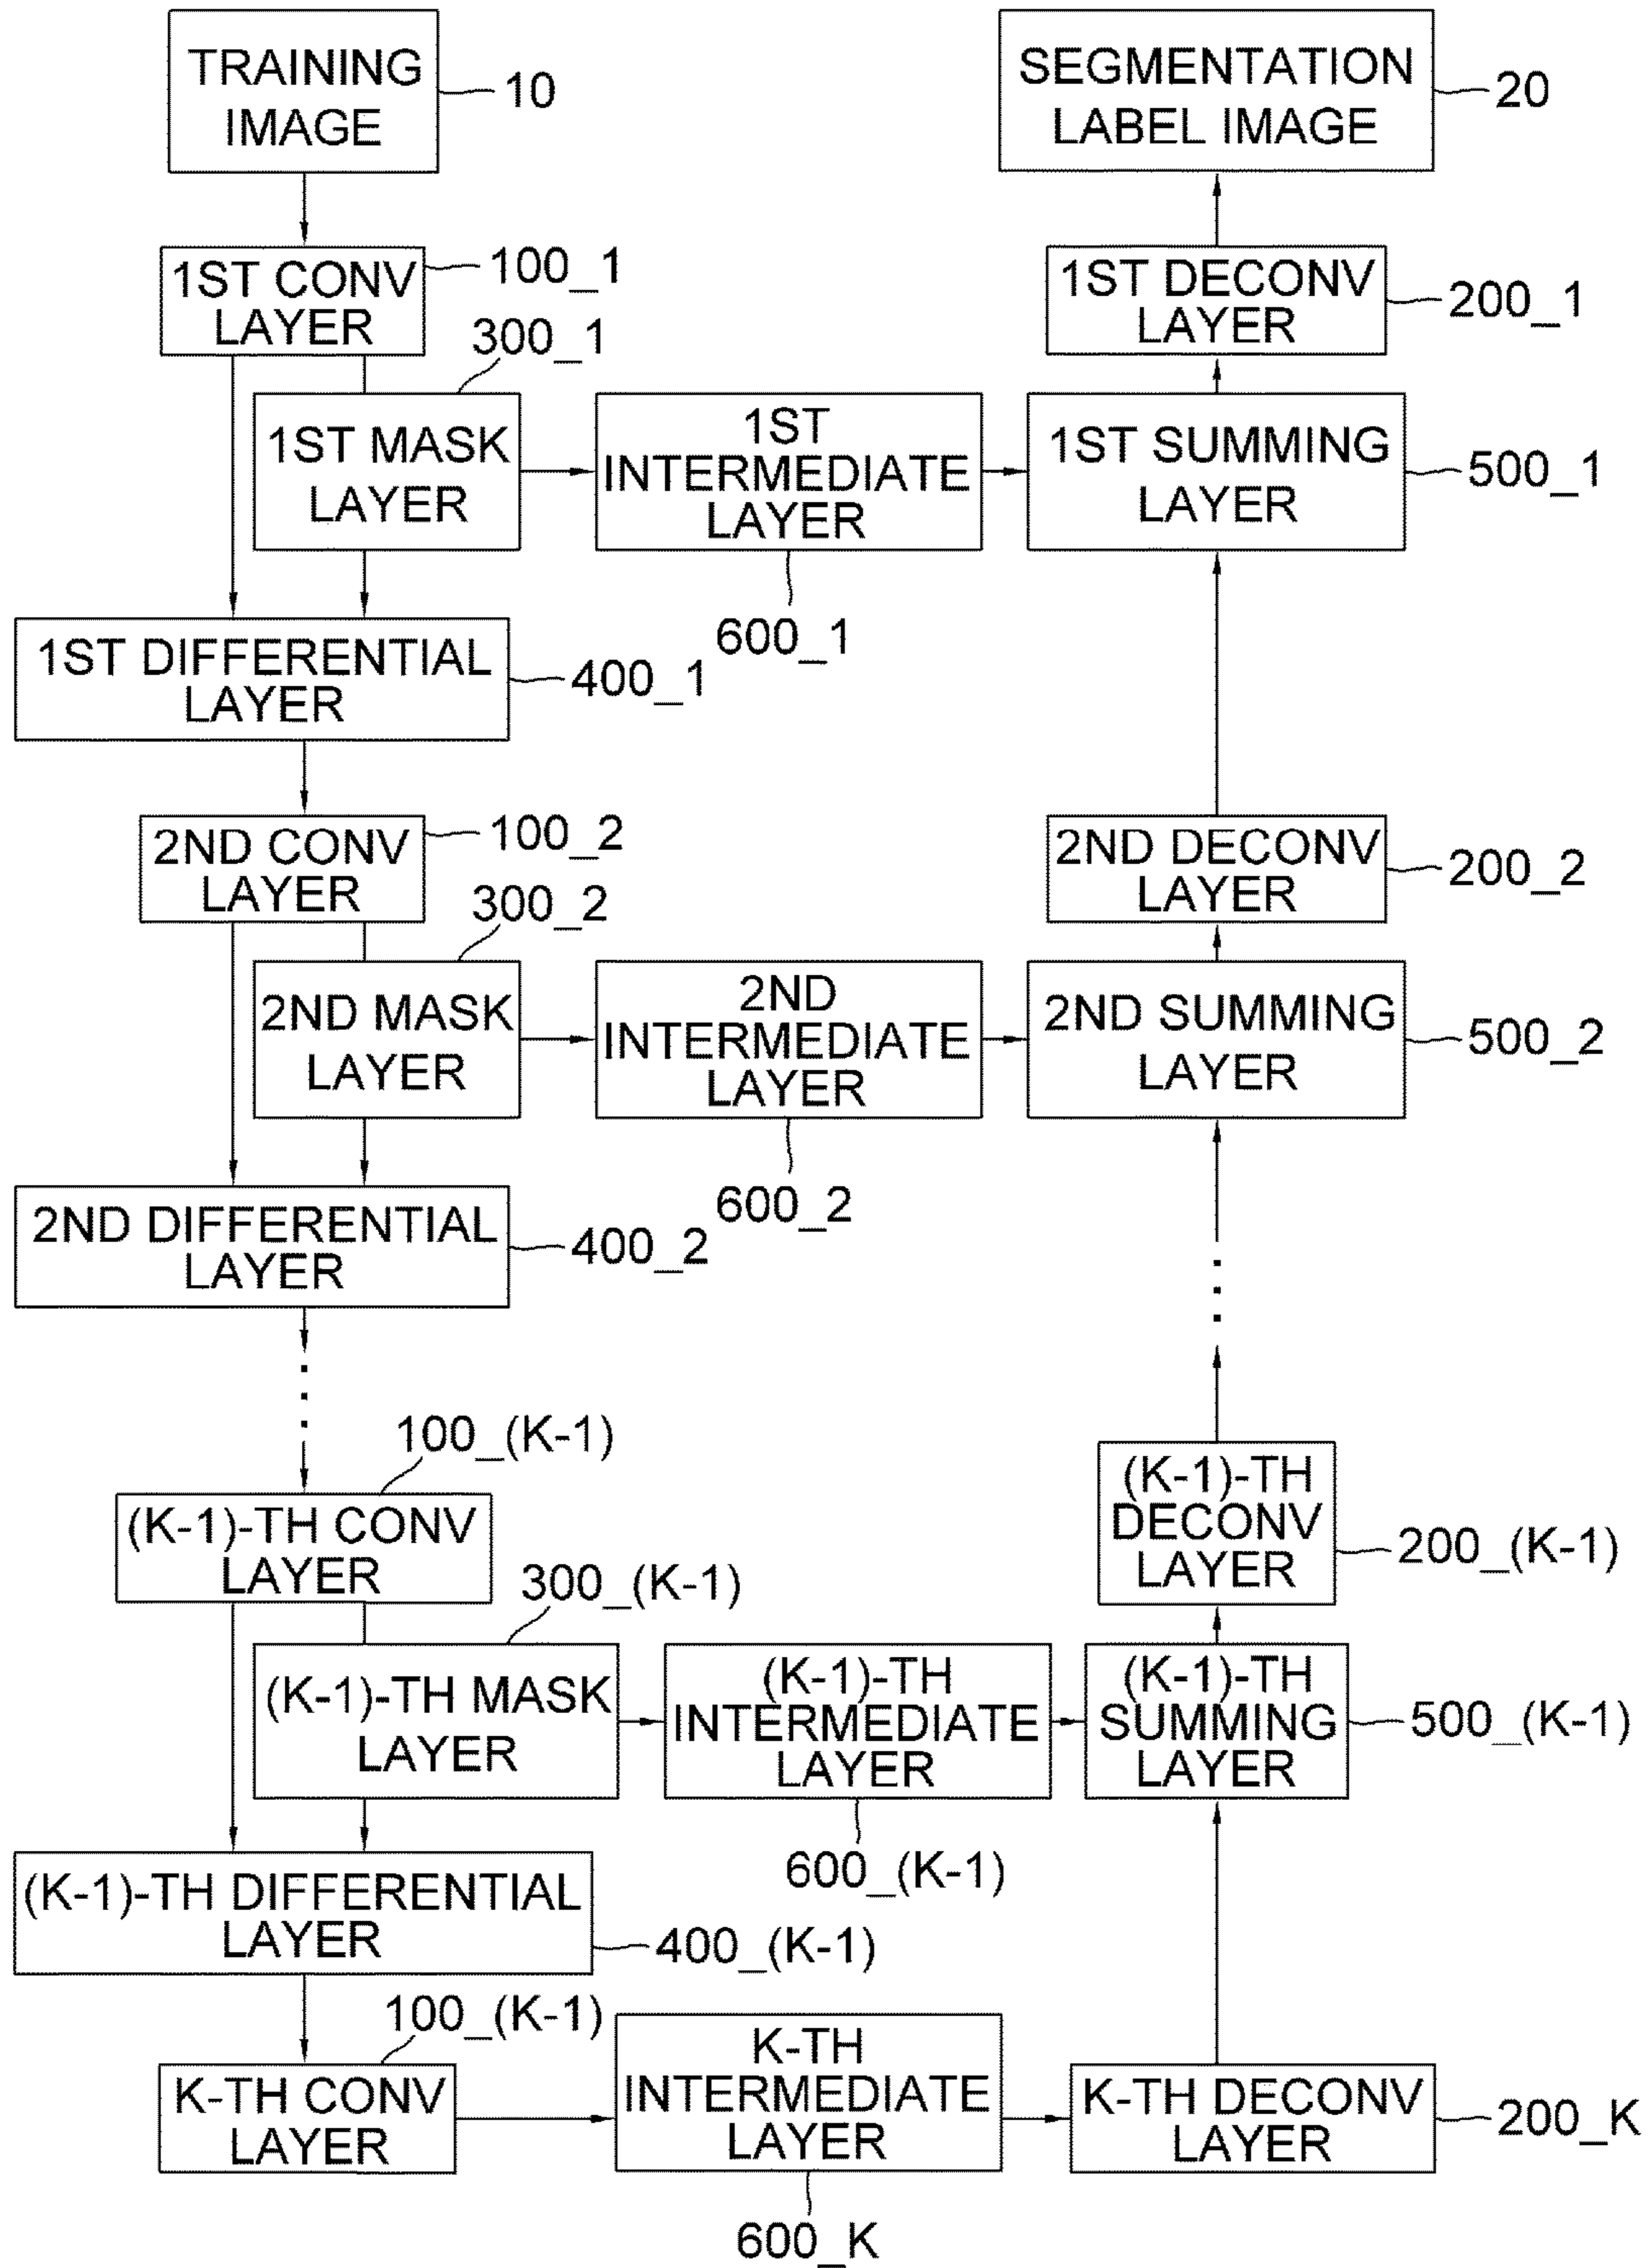 TRAINING
IMAGE
10
SEGMENTATION
LABEL IMAGE
20
1ST CONV
LAYER
100_1
1ST DECONV
LAYER
200_1
300_1
1ST MASK
LAYER
1ST
INTERMEDIATE
LAYER
600_1
1ST SUMMING
LAYER
500_1
1ST DIFFERENTIAL
LAYER
400_1
2ND CONV
LAYER
100_2
2ND DECONV
LAYER
200_2
300_2
2ND MASK
LAYER
2ND
INTERMEDIATE
LAYER
600_2
2ND SUMMING
LAYER
500_2
2ND DIFFERENTIAL
LAYER
400_2
100_(K-1)
(K-1)-TH CONV
LAYER
(K-1)-TH
DECONV
LAYER
200_(K-1)
300_(K-1)
(K-1)-TH MASK
LAYER
(K-1)-TH
INTERMEDIATE
LAYER
600_(K-1)
(K-1)-TH
SUMMING
LAYER
500_(K-1)
(K-1)-TH DIFFERENTIAL
LAYER
400_(K-1)
100_(K-1)
K-TH CONV
LAYER
K-TH
INTERMEDIATE
LAYER
600_K
K-TH DECONV
LAYER
200_K